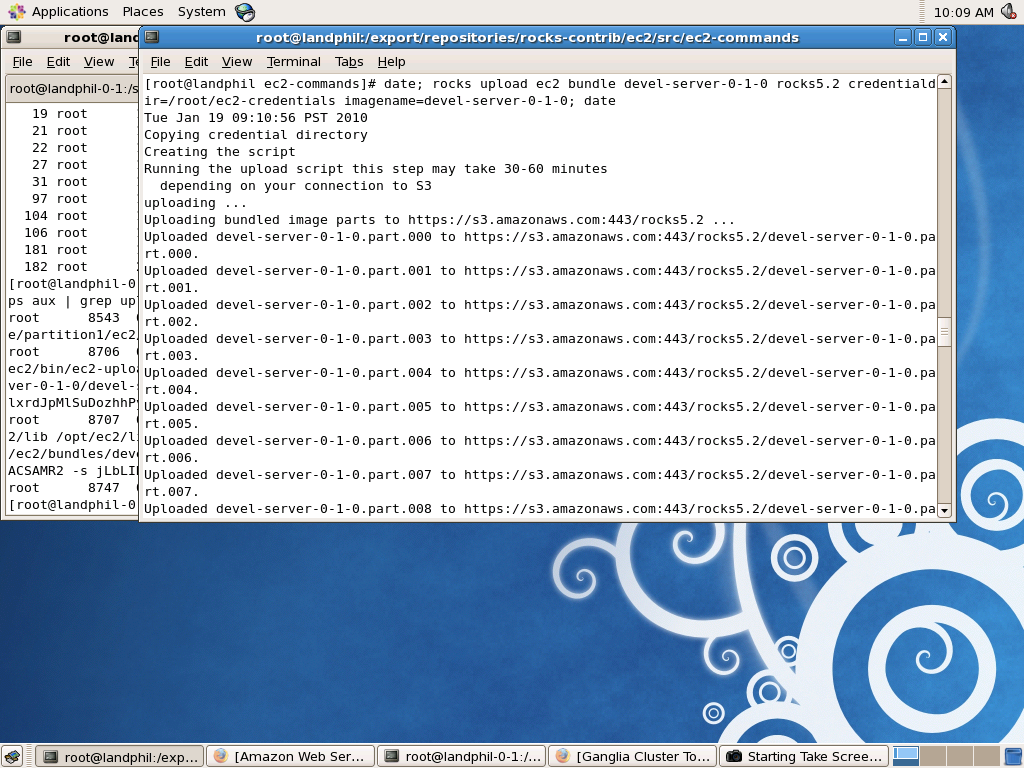 Applications Places System 10:09 AM
root@land
File Edit View
root@landphil-0-1:/s
19 root
21 root
22 root
27 root
31 root
97 root
104 root
106 root
181 root
182 root
[root@landphil-0
ps aux | grep up
root 8543
e/partition1/ec2
root 8706
ec2/bin/ec2-uplo
ver-0-1-0/devel-
lxrdJpMlSuDozhhP
root 8707
2/lib /opt/ec2/l
/ec2/bundles/dev
ACSAMR2 -s jLbLI
root 8747
[root@landphil-0
root@landphil:/export/repositories/rocks-contrib/ec2/src/ec2-commands
File Edit View Terminal Tabs Help
[root@landphil ec2-commands]# date; rocks upload ec2 bundle devel-server-0-1-0 rocks5.2 credentiald
ir=/root/ec2-credentials imagename=devel-server-0-1-0; date
Tue Jan 19 09:10:56 PST 2010
Copying credential directory
Creating the script
Running the upload script this step may take 30-60 minutes
depending on your connection to S3
uploading ...
Uploading bundled image parts to https://s3.amazonaws.com:443/rocks5.2 ...
Uploaded devel-server-0-1-0.part.000 to https://s3.amazonaws.com:443/rocks5.2/devel-server-0-1-0.pa
rt.000.
Uploaded devel-server-0-1-0.part.001 to https://s3.amazonaws.com:443/rocks5.2/devel-server-0-1-0.pa
rt.001.
Uploaded devel-server-0-1-0.part.002 to https://s3.amazonaws.com:443/rocks5.2/devel-server-0-1-0.pa
rt.002.
Uploaded devel-server-0-1-0.part.003 to https://s3.amazonaws.com:443/rocks5.2/devel-server-0-1-0.pa
rt.003.
Uploaded devel-server-0-1-0.part.004 to https://s3.amazonaws.com:443/rocks5.2/devel-server-0-1-0.pa
rt.004.
Uploaded devel-server-0-1-0.part.005 to https://s3.amazonaws.com:443/rocks5.2/devel-server-0-1-0.pa
rt.005.
Uploaded devel-server-0-1-0.part.006 to https://s3.amazonaws.com:443/rocks5.2/devel-server-0-1-0.pa
rt.006.
Uploaded devel-server-0-1-0.part.007 to https://s3.amazonaws.com:443/rocks5.2/devel-server-0-1-0.pa
rt.007.
Uploaded devel-server-0-1-0.part.008 to https://s3.amazonaws.com:443/rocks5.2/devel-server-0-1-0.pa
root@landphil:/exp... [Amazon Web Ser... root@landphil-0-1:/... [Ganglia Cluster To... Starting Take Scree...